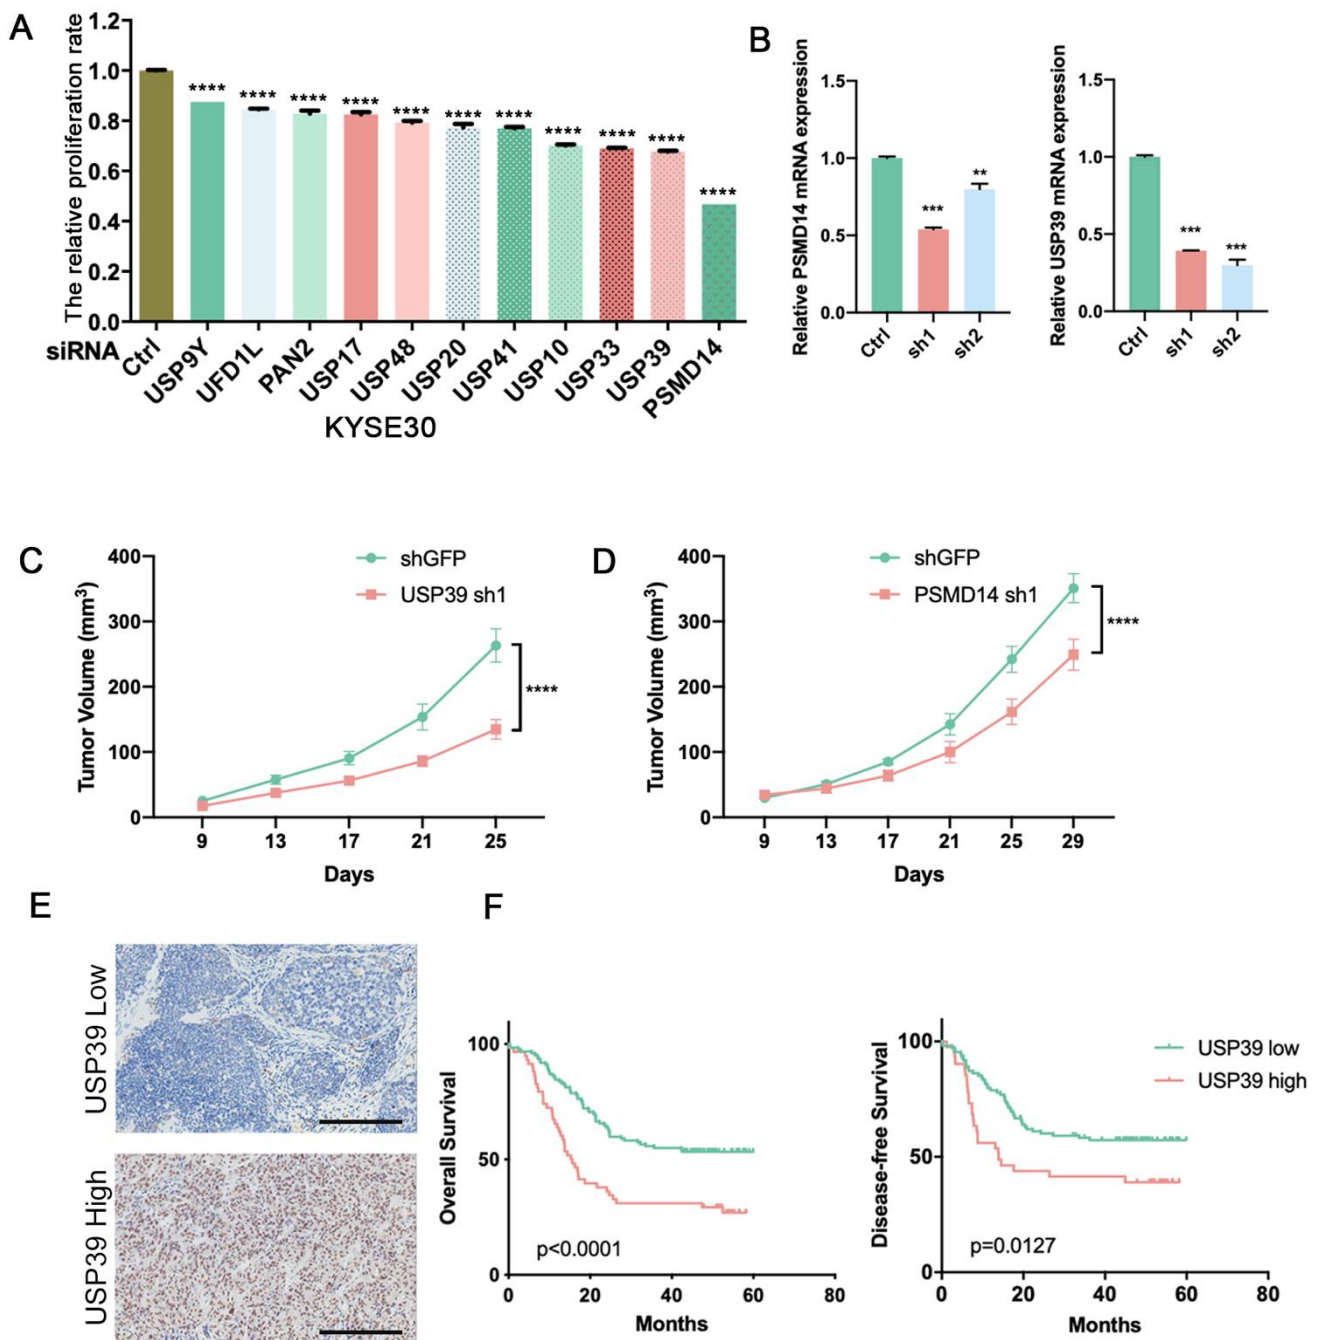 A
The relative proliferation rate
1.2
1.0
0.8
0.6
0.4
0.2
0.0
**** **** **** **** **** **** **** **** **** **** ****
siRNA
Ctrl USP9Y UFD1L PAN2 USP17 USP48 USP20 USP41 USP10 USP33 USP39 PSMD14
KYSE30
B
Relative PSMD14 mRNA expression
1.5
1.0
0.5
0.0
*** **
Ctrl sh1 sh2
Relative USP39 mRNA expression
1.5
1.0
0.5
0.0
*** ***
Ctrl sh1 sh2
C
Tumor Volume (mm³)
400
300
200
100
0
shGFP
USP39 sh1
****
9 13 17 21 25
Days
D
Tumor Volume (mm³)
400
300
200
100
0
shGFP
PSMD14 sh1
****
9 13 17 21 25 29
Days
E
USP39 Low
USP39 High
F
Overall Survival
100
50
0
p<0.0001
0 20 40 60 80
Months
Disease-free Survival
100
50
0
USP39 low
USP39 high
p=0.0127
0 20 40 60 80
Months